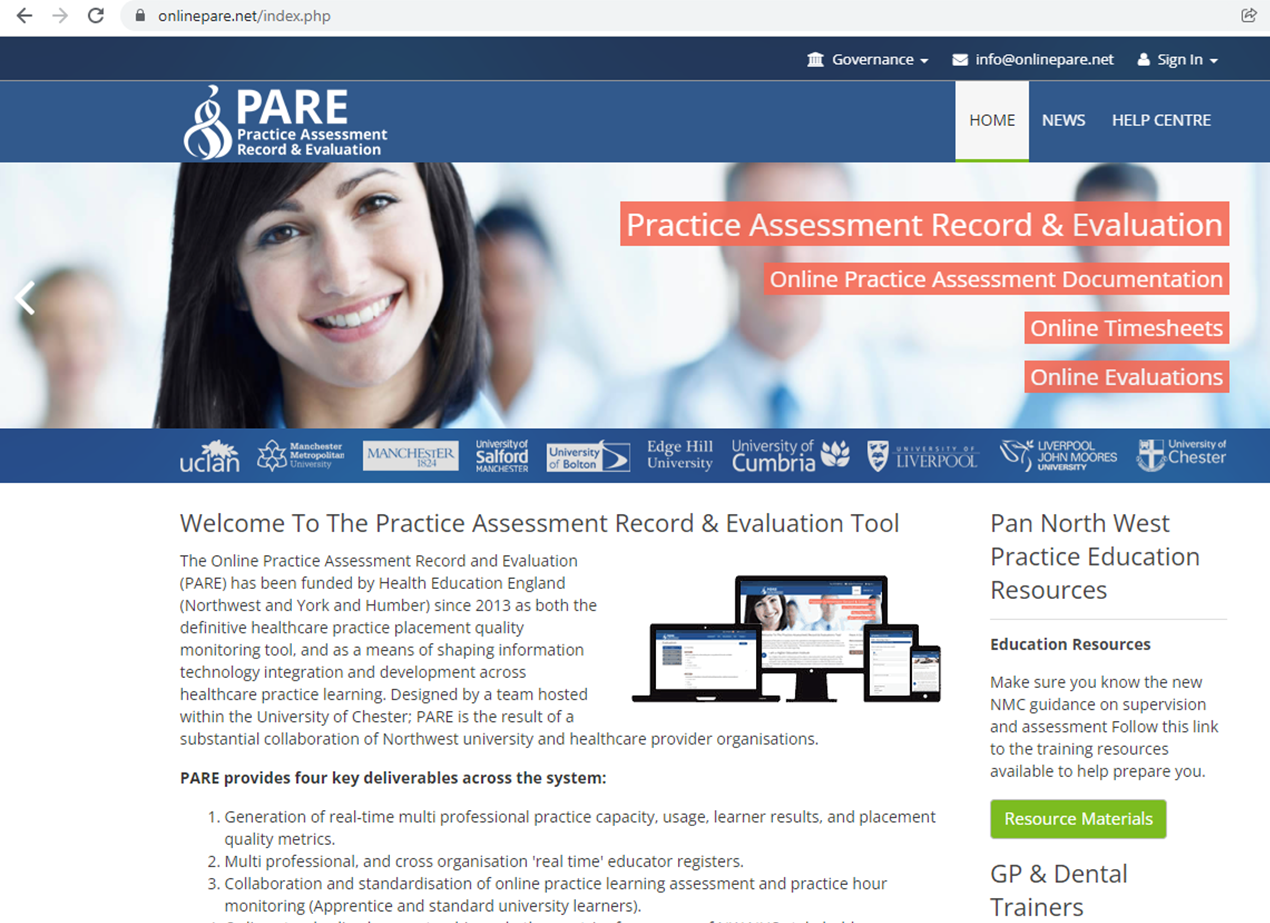 onlinepare.net/index.php
Governance
info@onlinepare.net
Sign In
PARE
Practice Assessment
Record & Evaluation
HOME
NEWS
HELP CENTRE
Practice Assessment Record & Evaluation
Online Practice Assessment Documentation
Online Timesheets
Online Evaluations
uclan
Manchester
Metropolitan
University
MANCHESTER
1824
University of
Salford
MANCHESTER
University
of Bolton
Edge Hill
University
University of
Cumbria
UNIVERSITY OF
LIVERPOOL
LIVERPOOL
JOHN MOORES
UNIVERSITY
University of
Chester
Welcome To The Practice Assessment Record & Evaluation Tool
The Online Practice Assessment Record and Evaluation
(PARE) has been funded by Health Education England
(Northwest and York and Humber) since 2013 as both the
definitive healthcare practice placement quality
monitoring tool, and as a means of shaping information
technology integration and development across
healthcare practice learning. Designed by a team hosted
within the University of Chester; PARE is the result of a
substantial collaboration of Northwest university and healthcare provider organisations.
PARE provides four key deliverables across the system:
1. Generation of real-time multi professional practice capacity, usage, learner results, and placement
quality metrics.
2. Multi professional, and cross organisation 'real time' educator registers.
3. Collaboration and standardisation of online practice learning assessment and practice hour
monitoring (Apprentice and standard university learners).
Pan North West
Practice Education
Resources
Education Resources
Make sure you know the new
NMC guidance on supervision
and assessment Follow this link
to the training resources
available to help prepare you.
Resource Materials
GP & Dental
Trainers